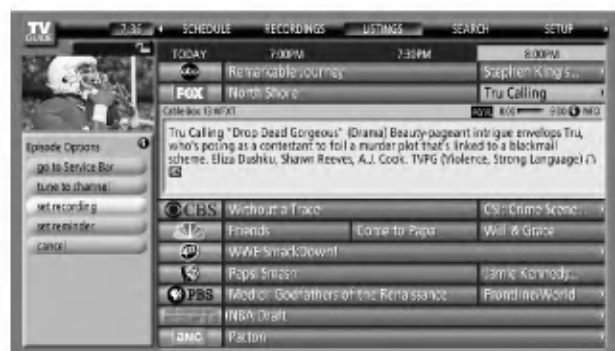 TV GUIDE
7:36
SCHEDULE RECORDINGS LISTINGS SEARCH SETUP
TODAY 7:00PM 7:30PM 8:00PM
abc Remarkable Journey Stephen King's...
FOX North Shore Tru Calling
Cable Box 13 WFXT 8:00 9:00 INFO
Tru Calling "Drop Dead Gorgeous" (Drama) Beauty-pageant intrigue envelops Tru,
who's posing as a contestant to foil a murder plot that's linked to a blackmail
scheme. Eliza Dushku, Shawn Reeves, A.J. Cook. TVPG (Violence, Strong Language)
Episode Options
go to Service Bar
tune to channel
set recording
set reminder
cancel
CBS Without a Trace CSI: Crime Scene...
Friends Come to Papa Will & Grace
WWE SmackDown!
Pepsi Smash Jamie Kennedy...
PBS Medici: Godfathers of the Renaissance Frontline/World
NBA Draft
amc Patton